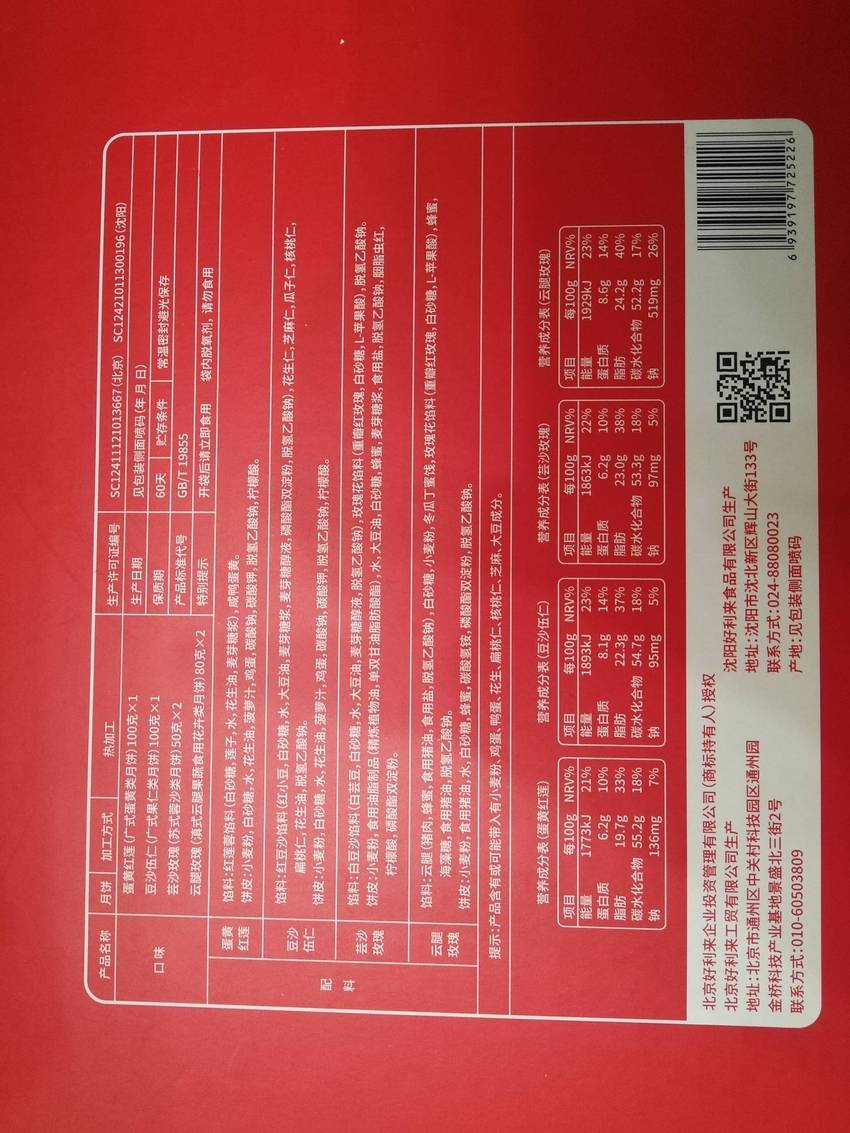 产品名称 月饼 加工方式 热加工
口味
蛋黄红莲(广式蛋黄类月饼)100克×1
豆沙伍仁(广式果仁类月饼)100克×1
芸沙玫瑰(苏式蓉沙类月饼)50克×2
云腿玫瑰(滇式云腿果蔬食用花卉类月饼)80克×2
生产许可证编号 SC12411121013667(北京) SC12421011300196(沈阳)
生产日期 见包装侧面喷码(年月日)
保质期 60天 贮存条件 常温密封避光保存
产品标准代号 GB/T 19855
特别提示 开袋后请立即食用 袋内脱氧剂,请勿食用
配料
蛋黄红莲
馅料:红莲蓉馅料(白砂糖,莲子,水,花生油,麦芽糖浆),咸鸭蛋黄。
饼皮:小麦粉,白砂糖,水,花生油,菠萝汁,鸡蛋,碳酸钠,碳酸钾,脱氢乙酸钠,柠檬酸。
豆沙伍仁
馅料:红豆沙馅料(红小豆,白砂糖,水,大豆油,麦芽糖浆,麦芽糖醇液,磷酸酯双淀粉,脱氢乙酸钠),花生仁,芝麻仁,瓜子仁,核桃仁,
扁桃仁,花生油,脱氢乙酸钠。
饼皮:小麦粉,白砂糖,水,花生油,菠萝汁,鸡蛋,碳酸钠,碳酸钾,脱氢乙酸钠,柠檬酸。
芸沙玫瑰
馅料:白豆沙馅料(白芸豆,白砂糖,水,大豆油,麦芽糖醇液,脱氢乙酸钠),玫瑰花馅料(重瓣红玫瑰,白砂糖,L-苹果酸),脱氢乙酸钠。
饼皮:小麦粉,食用油脂制品(精炼植物油,单双甘油脂肪酸酯),水,大豆油,白砂糖,蜂蜜,麦芽糖浆,食用盐,脱氢乙酸钠,胭脂虫红,
柠檬酸,磷酸酯双淀粉。
云腿玫瑰
馅料:云腿(猪肉,蜂蜜,食用猪油,食用盐,脱氢乙酸钠),白砂糖,小麦粉,冬瓜丁蜜饯,玫瑰花馅料(重瓣红玫瑰,白砂糖,L-苹果酸),蜂蜜,
海藻糖,食用猪油,脱氢乙酸钠。
饼皮:小麦粉,食用猪油,水,白砂糖,蜂蜜,碳酸氢铵,磷酸酯双淀粉,脱氢乙酸钠。
提示:产品含有或可能带入有小麦粉、鸡蛋、鸭蛋、花生、扁桃仁、核桃仁、芝麻、大豆成分。
营养成分表(蛋黄红莲)
项目 每100g NRV%
能量 1773kJ 21%
蛋白质 6.2g 10%
脂肪 19.7g 33%
碳水化合物 55.2g 18%
钠 136mg 7%
营养成分表(豆沙伍仁)
项目 每100g NRV%
能量 1893kJ 23%
蛋白质 8.1g 14%
脂肪 22.3g 37%
碳水化合物 54.7g 18%
钠 95mg 5%
营养成分表(芸沙玫瑰)
项目 每100g NRV%
能量 1863kJ 22%
蛋白质 6.2g 10%
脂肪 23.0g 38%
碳水化合物 53.3g 18%
钠 97mg 5%
营养成分表(云腿玫瑰)
项目 每100g NRV%
能量 1929kJ 23%
蛋白质 8.6g 14%
脂肪 24.2g 40%
碳水化合物 52.2g 17%
钠 519mg 26%
北京好利来企业投资管理有限公司(商标持有人)授权
北京好利来工贸有限公司生产
地址:北京市通州区中关村科技园区通州园
金桥科技产业基地景盛北三街2号
联系方式:010-60503809
沈阳好利来食品有限公司生产
地址:沈阳市沈北新区辉山大街133号
联系方式:024-88080023
产地:见包装侧面喷码
6 939197 725226